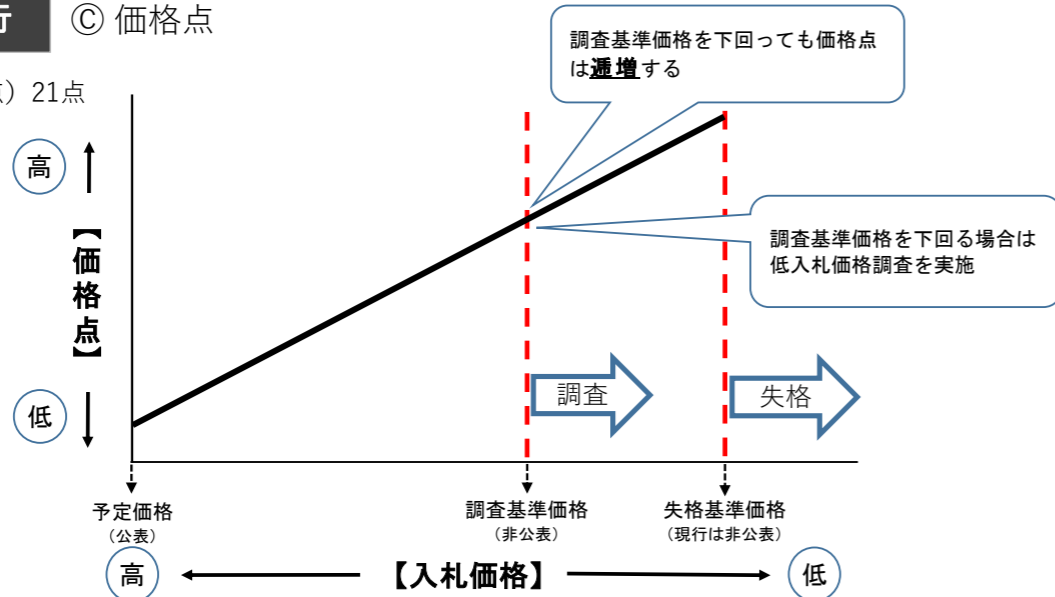 行
Ⓒ 価格点
調査基準価格を下回っても価格点
は逓増する
点）21点
高
【価格点】
低
調査基準価格を下回る場合は
低入札価格調査を実施
調査
失格
予定価格
（公表）
調査基準価格
（非公表）
失格基準価格
（現行は非公表）
高
【入札価格】
低